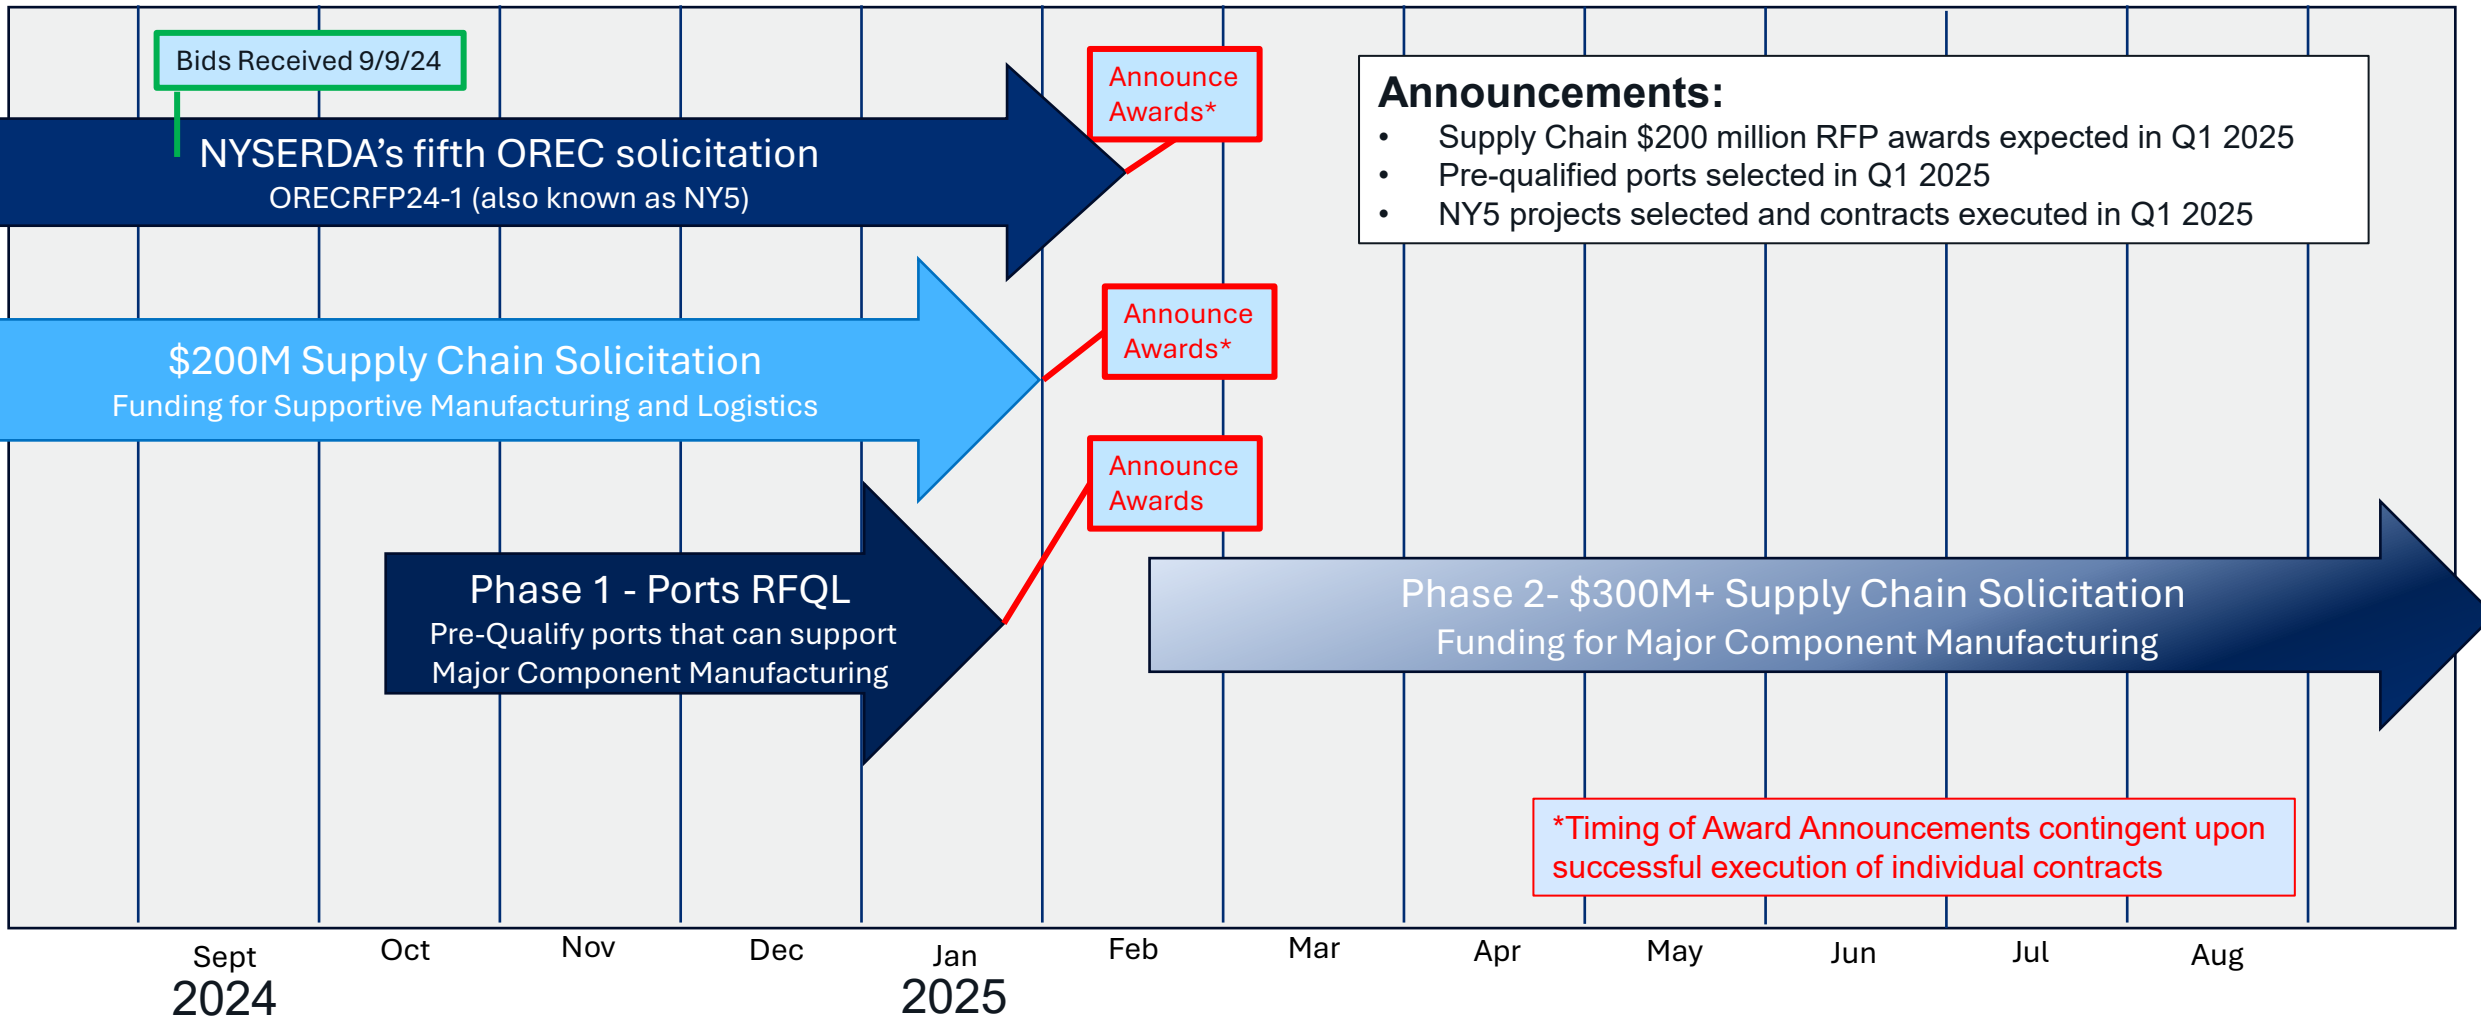 Bids Received 9/9/24
Announce
Awards*
Announcements:
• Supply Chain $200 million RFP awards expected in Q1 2025
• Pre-qualified ports selected in Q1 2025
• NY5 projects selected and contracts executed in Q1 2025
NYSERDA’s fifth OREC solicitation
ORECRFP24-1 (also known as NY5)
Announce
Awards*
$200M Supply Chain Solicitation
Funding for Supportive Manufacturing and Logistics
Announce
Awards
Phase 1 - Ports RFQL
Pre-Qualify ports that can support
Major Component Manufacturing
Phase 2- $300M+ Supply Chain Solicitation
Funding for Major Component Manufacturing
*Timing of Award Announcements contingent upon
successful execution of individual contracts
Sept Oct Nov Dec Jan Feb Mar Apr May Jun Jul Aug
2024 2025